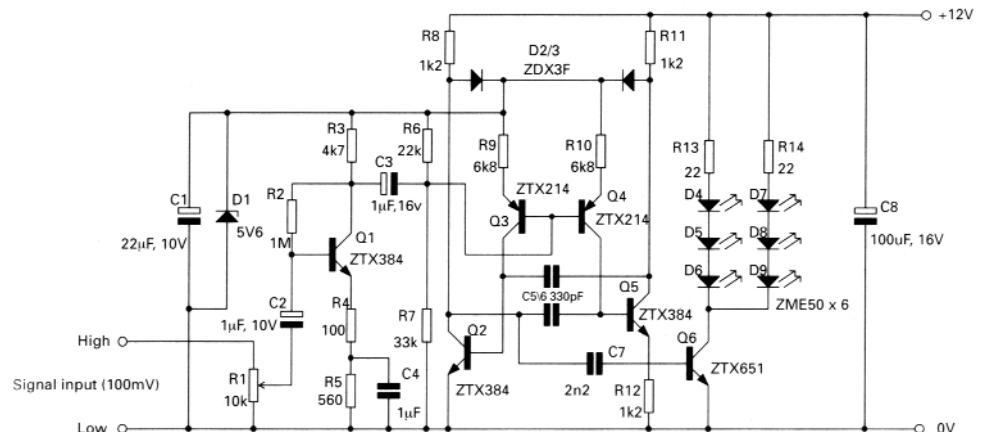 +12V
R8
1k2
D2/3
ZDX3F
R11
1k2
R3
4k7
R6
22k
R9
6k8
R10
6k8
R13
22
R14
22
C3
1μF,16v
R2
1M
C1
22μF, 10V
D1
5V6
ZTX214
Q3
Q4
ZTX214
D4
D7
D5
D8
D6
D9
ZME50 x 6
C8
100uF, 16V
Q1
ZTX384
C5\6 330pF
Q5
ZTX384
C2
1μF, 10V
R4
100
R7
33k
Q2
ZTX384
C7
2n2
Q6
ZTX651
High
Signal input (100mV)
R1
10k
R5
560
C4
1μF
R12
1k2
Low
0V